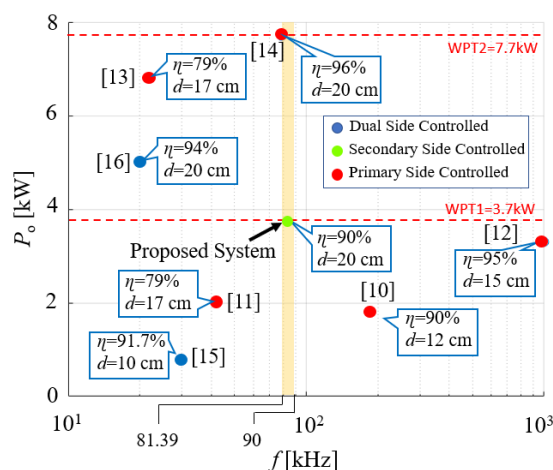 8
WPT2=7.7kW
[14]
η=79%
d=17 cm
[13]
η=96%
d=20 cm
6
Dual Side Controlled
Secondary Side Controlled
Primary Side Controlled
[16]
η=94%
d=20 cm
Po [kW]
4
WPT1=3.7kW
Proposed System
η=90%
d=20 cm
[12]
η=95%
d=15 cm
η=79%
d=17 cm
[11]
[10]
2
η=90%
d=12 cm
η=91.7%
d=10 cm
[15]
0
10¹
10²
10³
81.39
90
f [kHz]